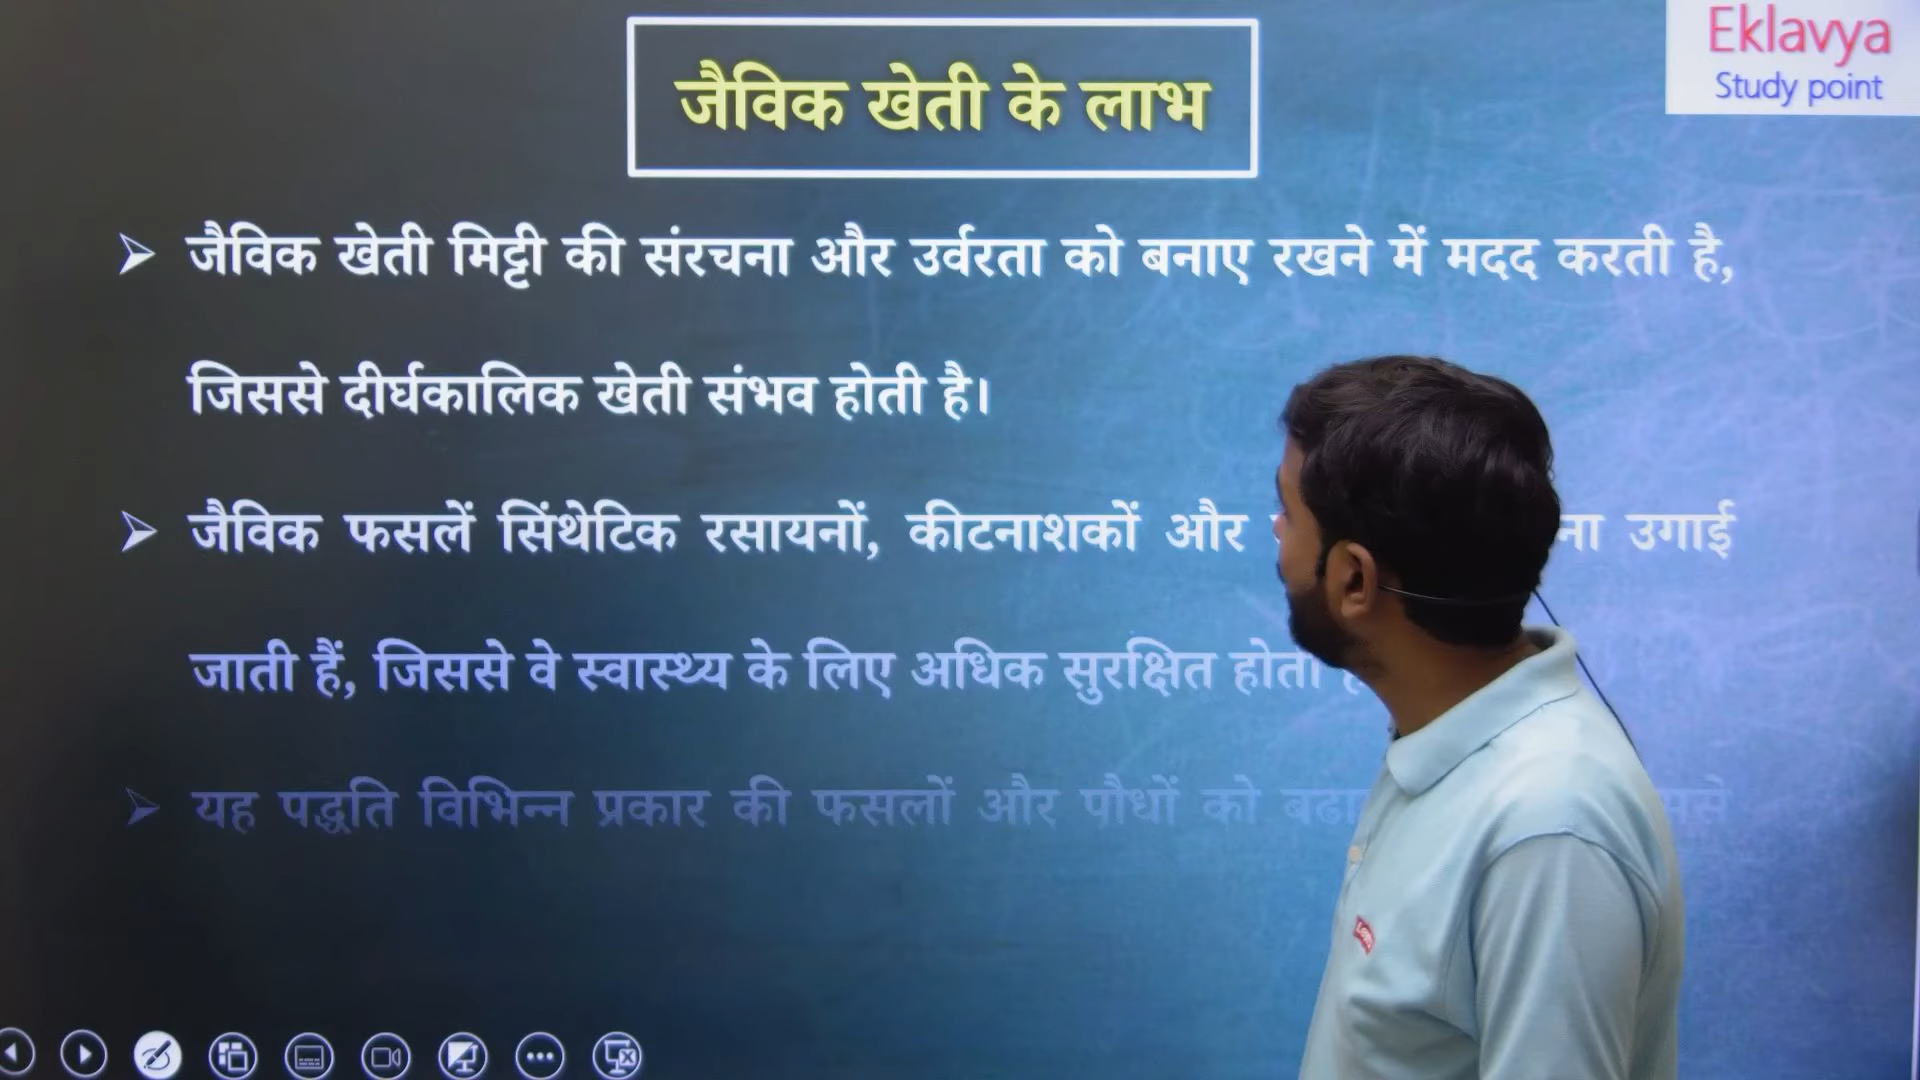 Eklavya
Study point
जैविक खेती के लाभ
जैविक खेती मिट्टी की संरचना और उर्वरता को बनाए रखने में मदद करती है,
जिससे दीर्घकालिक खेती संभव होती है।
जैविक फसलें सिंथेटिक रसायनों, कीटनाशकों और उगाई
जाती हैं, जिससे वे स्वास्थ्य के लिए अधिक सुरक्षित होती
यह पद्धति विभिन्न प्रकार की फसलों और पौधों को